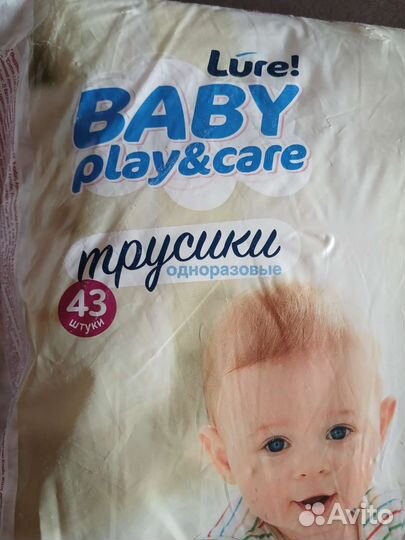 Lure!
BABY
play&care
трусики
одноразовые
43
штуки
Avito